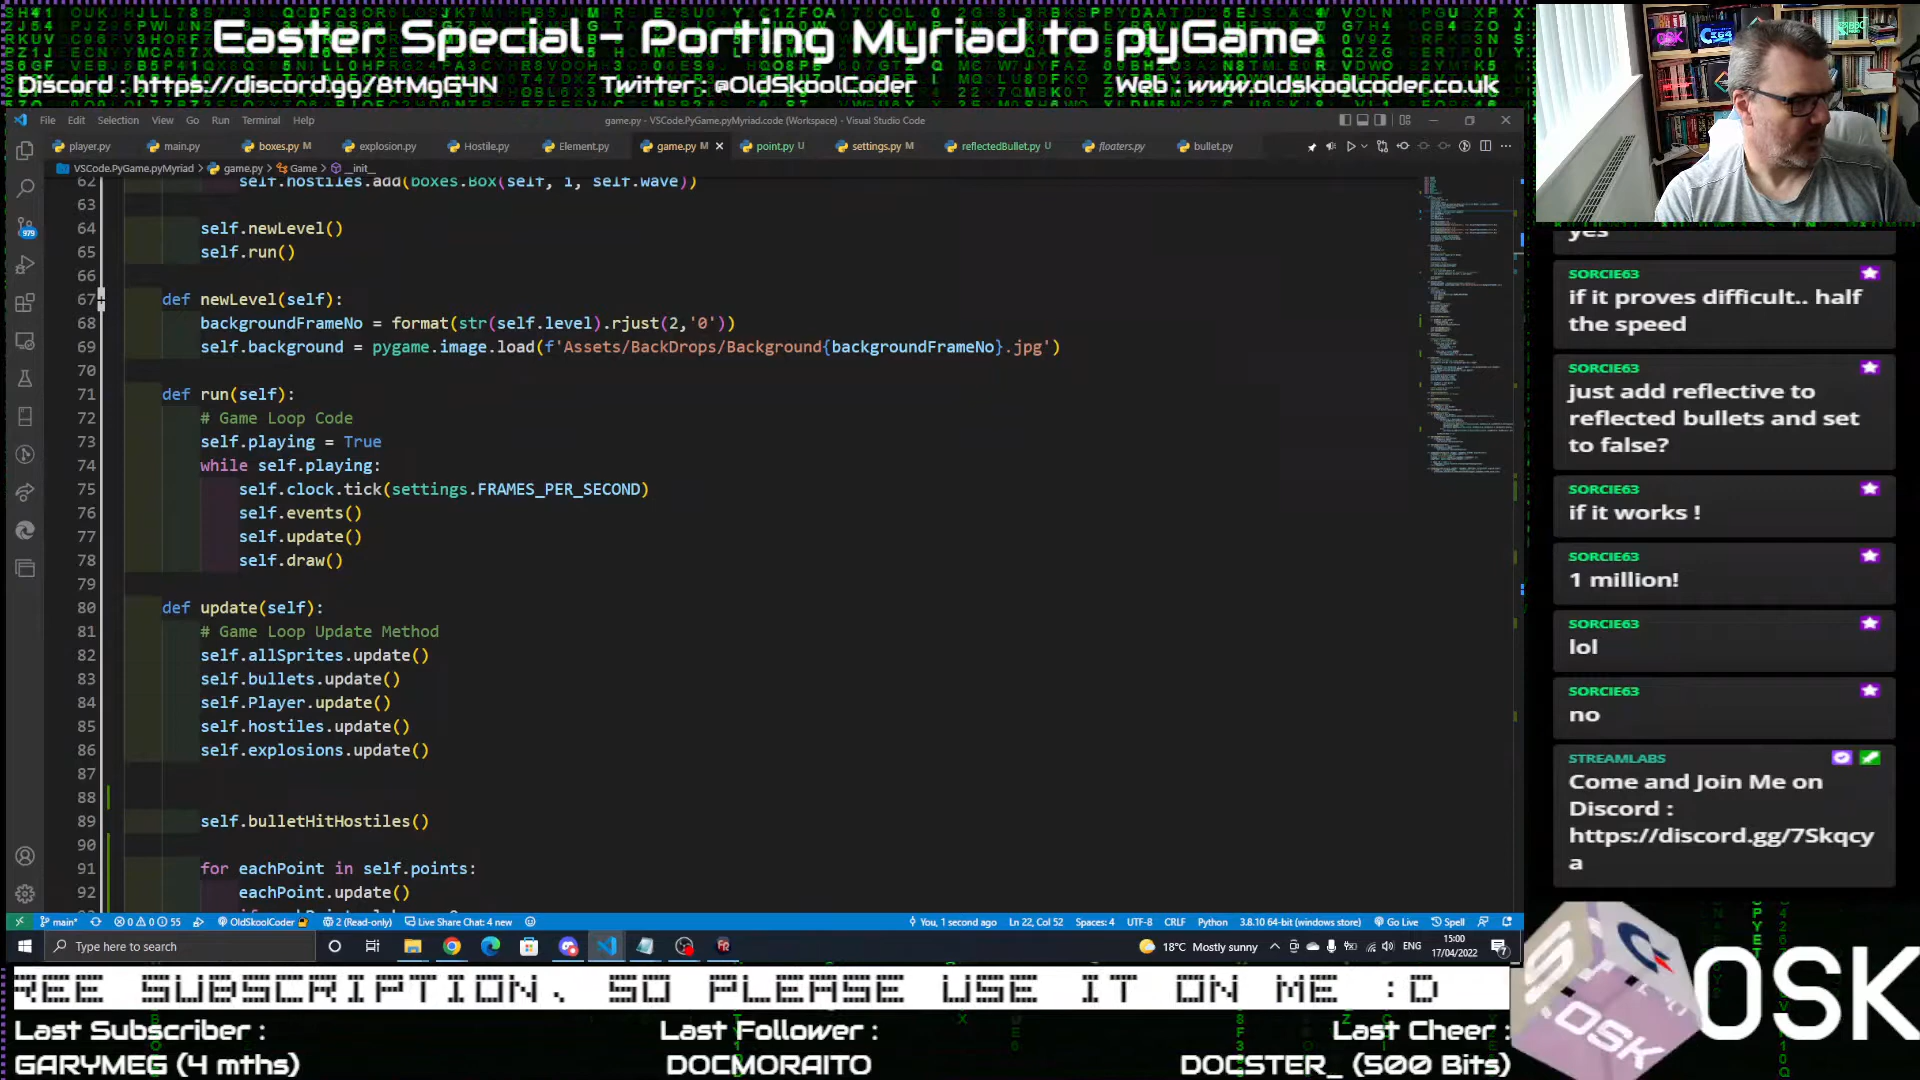 Easter Special - Porting Myriad to pyGame
Discord : https://discord.gg/8tMgG4N
Twitter : @OldSkoolCoder
Web : www.oldskoolcoder.co.uk
File Edit Selection View Go Run Terminal Help
game.py - VSCode.PyGame.pyMyriad.code (Workspace) - Visual Studio Code
player.py
main.py
boxes.py M
explosion.py
Hostile.py
Element.py
game.py M
point.py U
settings.py M
reflectedBullet.py U
floaters.py
bullet.py
VSCode.PyGame.pyMyriad > game.py > Game > __init__
62 self.hostiles.add(boxes.Box(self, i, self.wave))
63
64 self.newLevel()
65 self.run()
66
67 def newLevel(self):
68 backgroundFrameNo = format(str(self.level).rjust(2,'0'))
69 self.background = pygame.image.load(f'Assets/BackDrops/Background{backgroundFrameNo}.jpg')
70
71 def run(self):
72 # Game Loop Code
73 self.playing = True
74 while self.playing:
75 self.clock.tick(settings.FRAMES_PER_SECOND)
76 self.events()
77 self.update()
78 self.draw()
79
80 def update(self):
81 # Game Loop Update Method
82 self.allSprites.update()
83 self.bullets.update()
84 self.Player.update()
85 self.hostiles.update()
86 self.explosions.update()
87
88
89 self.bulletHitHostiles()
90
91 for eachPoint in self.points:
92 eachPoint.update()
979
main* 0 0 55 OldSkoolCoder 2 (Read-only) Live Share Chat: 4 new
You, 1 second ago Ln 22, Col 52 Spaces: 4 UTF-8 CRLF Python 3.8.10 64-bit (windows store) Go Live Spell
Type here to search
18°C Mostly sunny
ENG
15:00
17/04/2022
7
yes
SORCIE63
if it proves difficult.. half
the speed
SORCIE63
just add reflective to
reflected bullets and set
to false?
SORCIE63
if it works !
SORCIE63
1 million!
SORCIE63
lol
SORCIE63
no
STREAMLABS
Come and Join Me on
Discord :
https://discord.gg/7Skqcy
a
REE SUBSCRIPTION. SO PLEASE USE IT ON ME :D
Last Subscriber :
GARYMEG (4 mths)
Last Follower :
DOCMORAITO
Last Cheer :
DOCSTER_ (500 Bits)
OSK
OSK